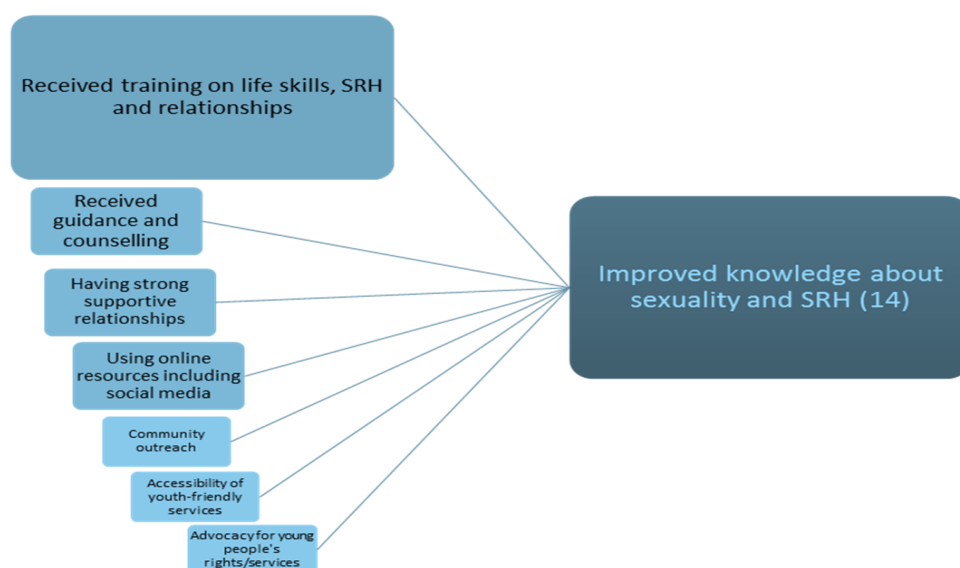 Received training on life skills, SRH
and relationships
Received
guidance and
counselling
Having strong
supportive
relationships
Using online
resources including
social media
Community
outreach
Accessibility of
youth-friendly
services
Advocacy for young
people's
rights/services
Improved knowledge about
sexuality and SRH (14)